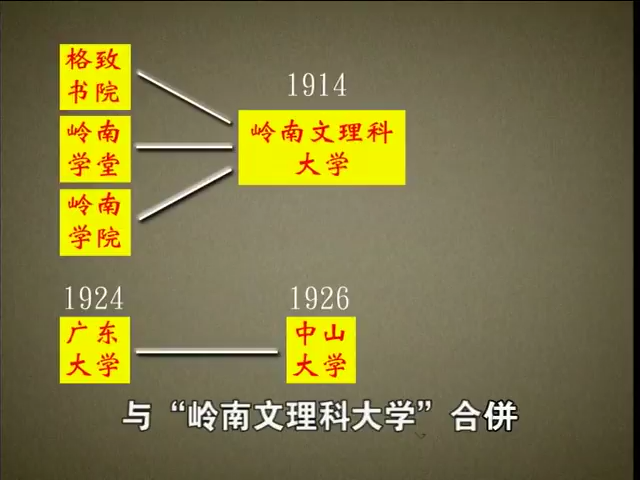 格致
书院
岭南
学堂
岭南
学院
1914
岭南文理科
大学
1924
广东
大学
1926
中山
大学
与“岭南文理科大学”合併